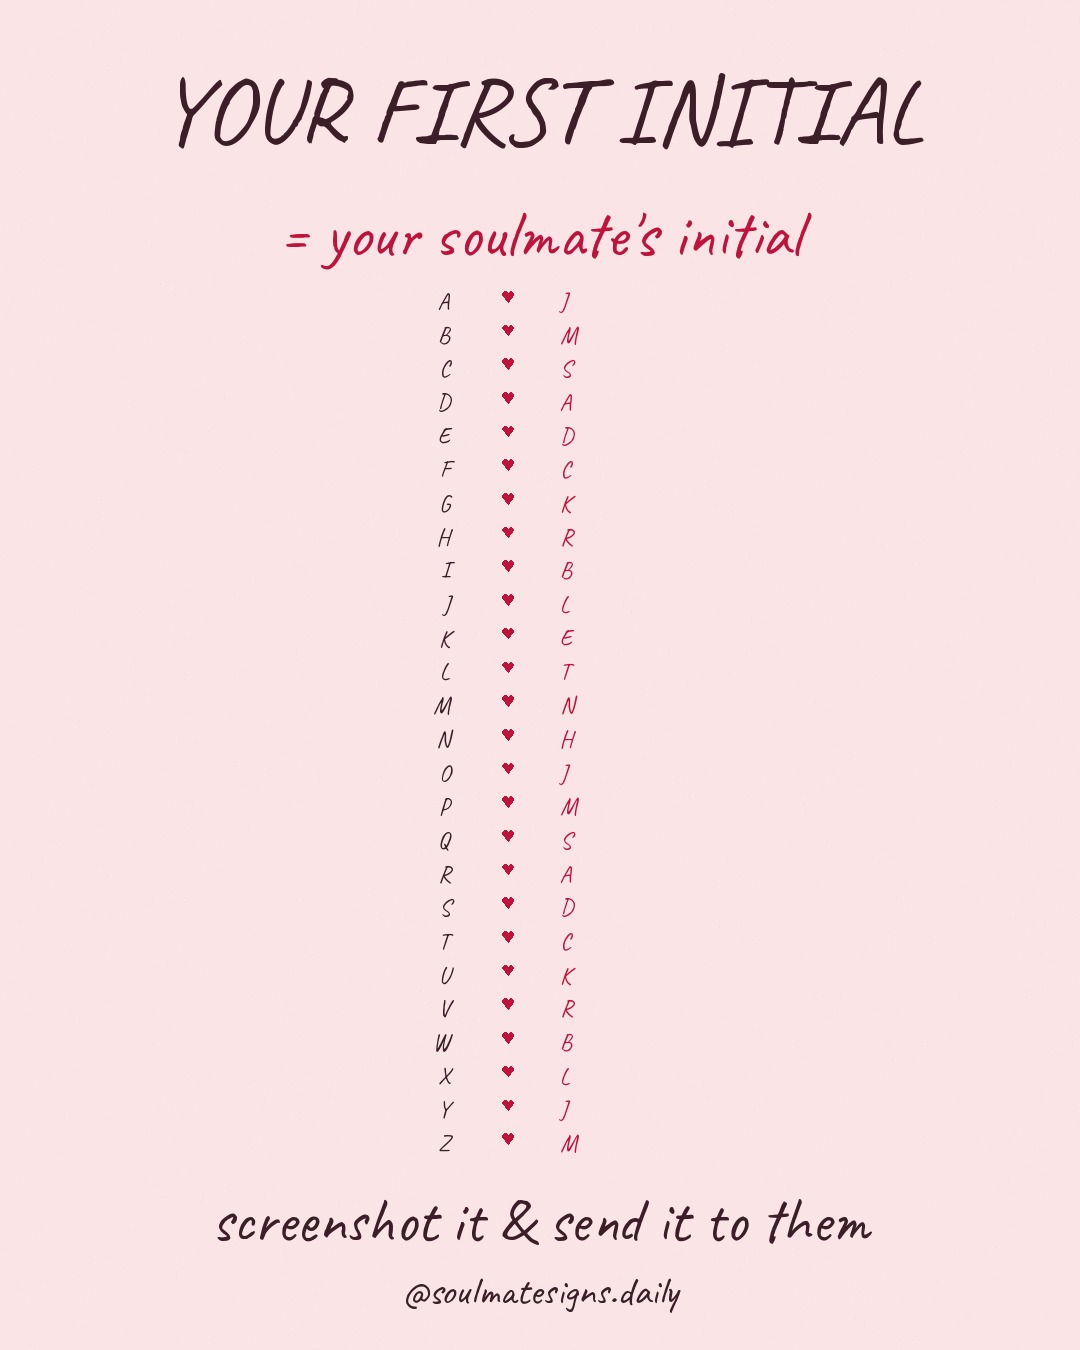 YOUR FIRST INITIAL
= your soulmate's initial
A ♥ J
B ♥ M
C ♥ S
D ♥ A
E ♥ D
F ♥ C
G ♥ K
H ♥ R
I ♥ B
J ♥ L
K ♥ E
L ♥ T
M ♥ N
N ♥ H
O ♥ J
P ♥ M
Q ♥ S
R ♥ A
S ♥ D
T ♥ C
U ♥ K
V ♥ R
W ♥ B
X ♥ L
Y ♥ J
Z ♥ M
screenshot it & send it to them
@soulmatesigns.daily